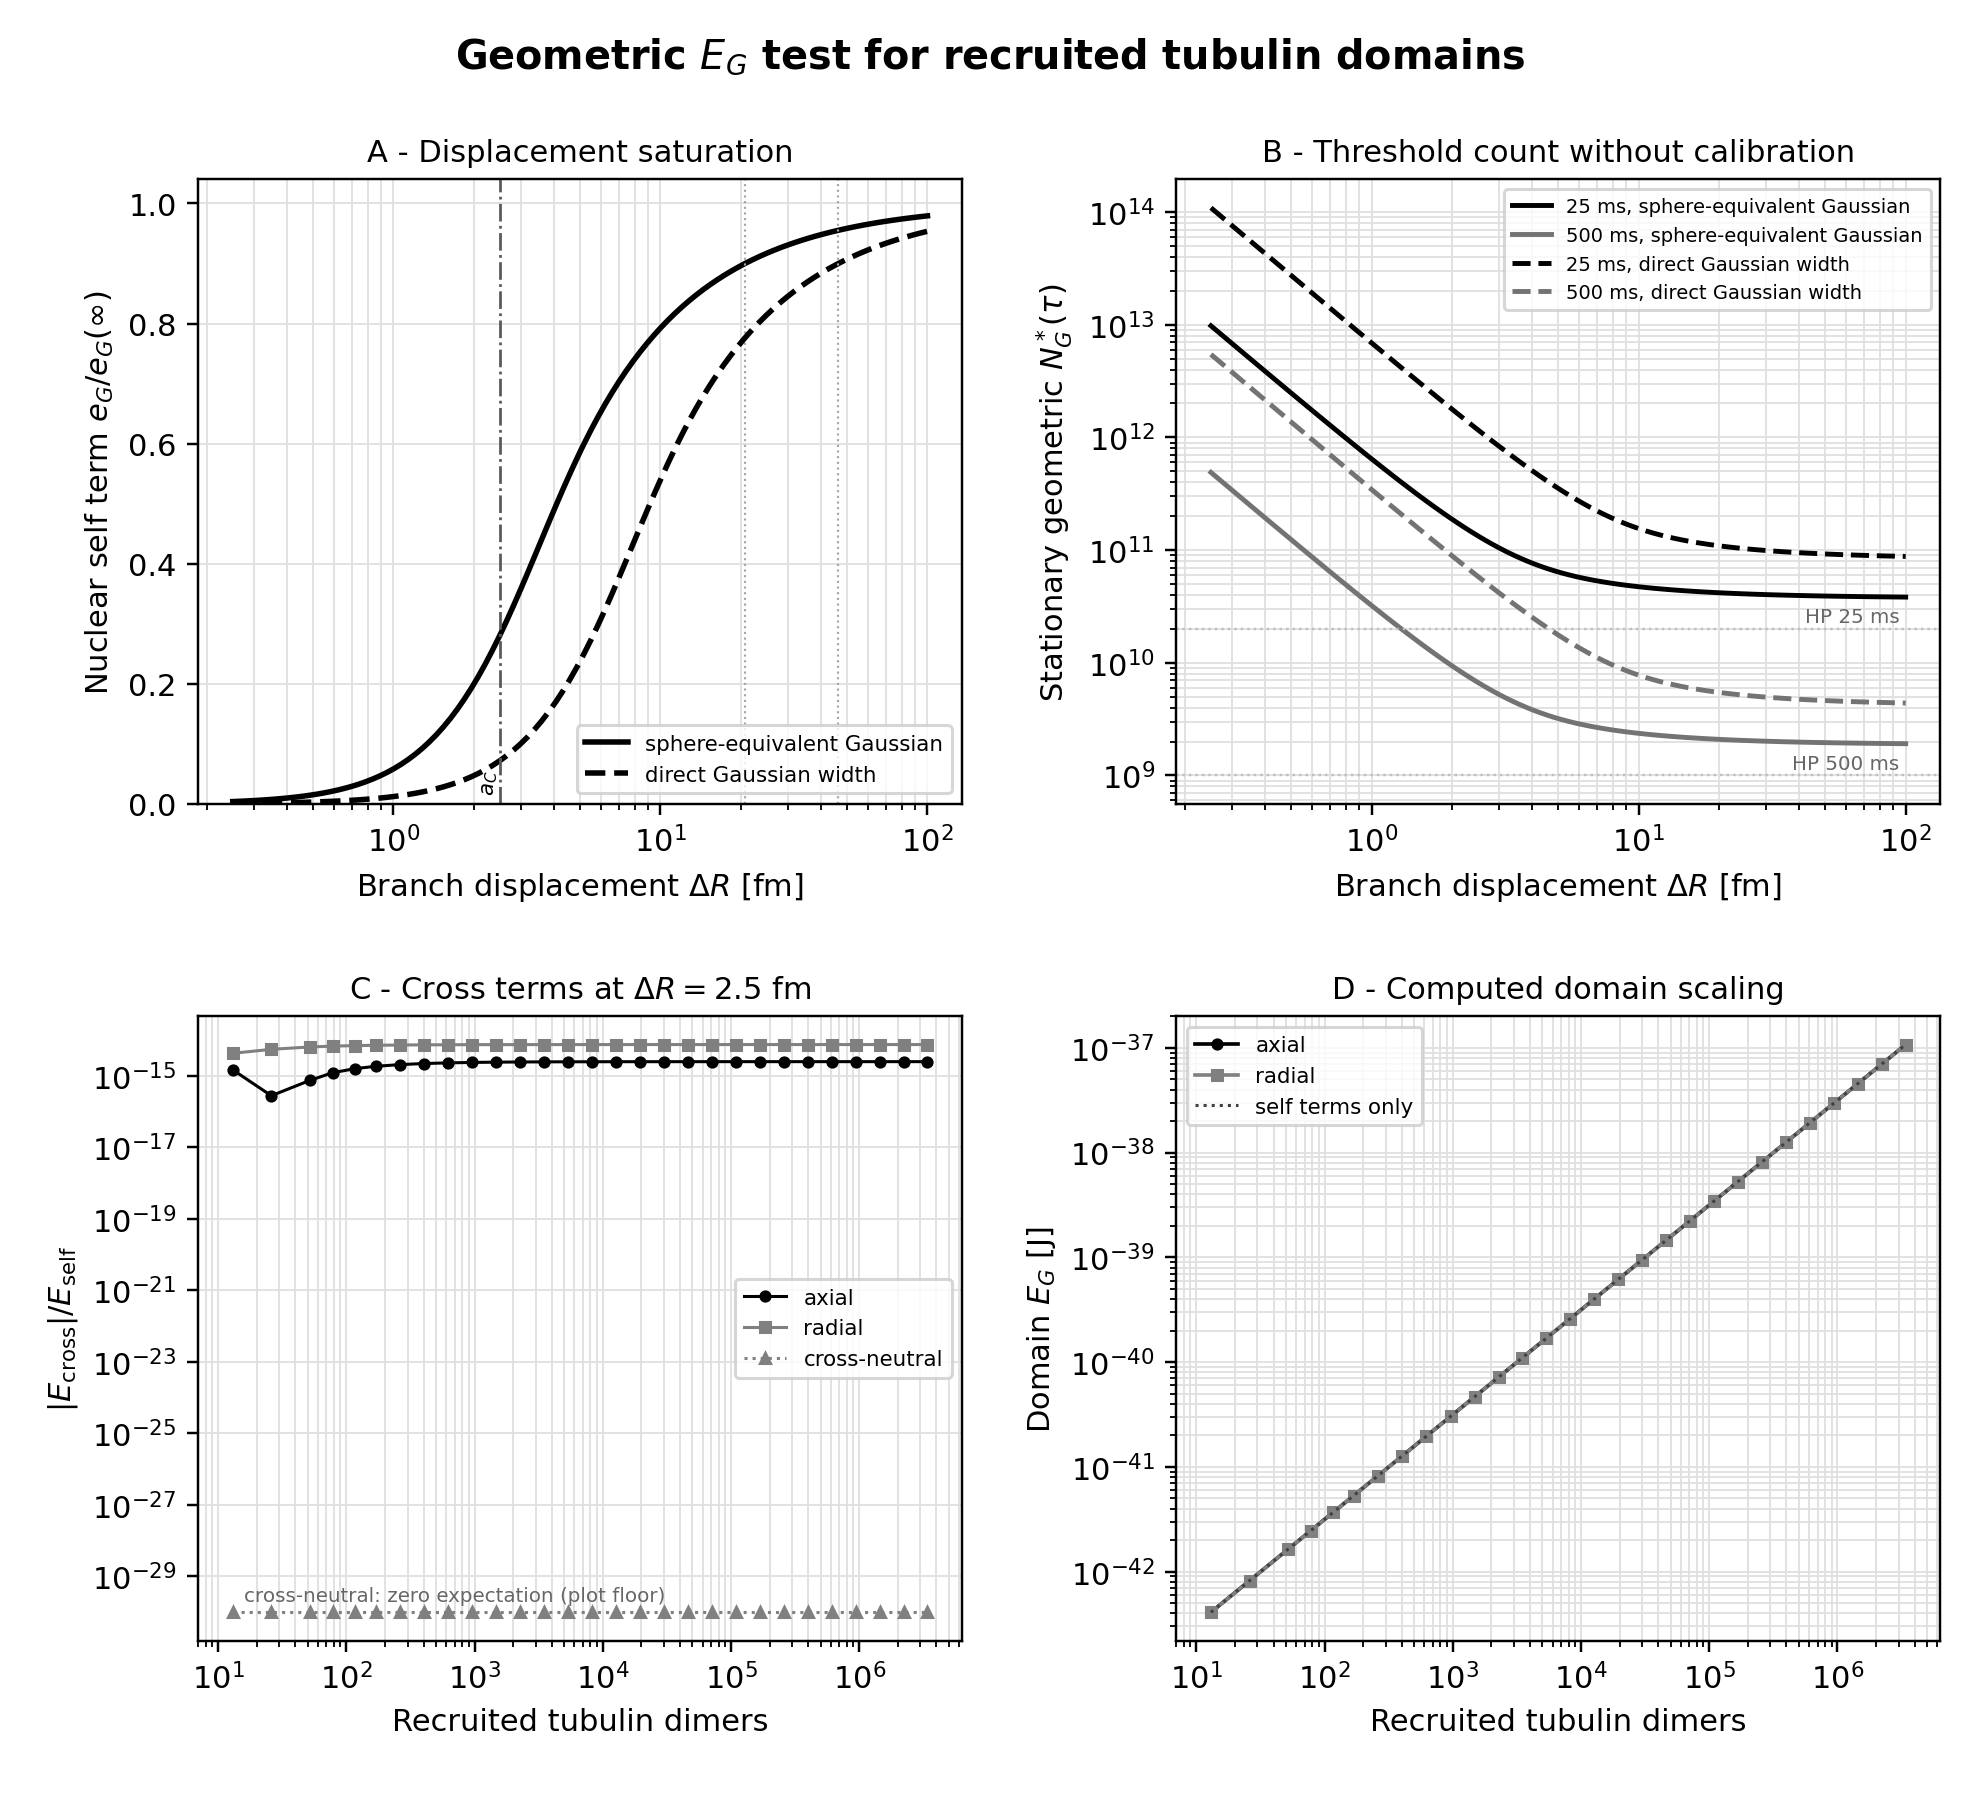 Geometric E_G test for recruited tubulin domains
A - Displacement saturation
Nuclear self term e_G/e_G(∞)
1.0
0.8
0.6
0.4
0.2
0.0
a_C
sphere-equivalent Gaussian
direct Gaussian width
10^0
10^1
10^2
Branch displacement ΔR [fm]
B - Threshold count without calibration
Stationary geometric N_G^*(τ)
10^14
10^13
10^12
10^11
10^10
10^9
25 ms, sphere-equivalent Gaussian
500 ms, sphere-equivalent Gaussian
25 ms, direct Gaussian width
500 ms, direct Gaussian width
HP 25 ms
HP 500 ms
10^0
10^1
10^2
Branch displacement ΔR [fm]
C - Cross terms at ΔR = 2.5 fm
|E_cross|/E_self
10^−15
10^−17
10^−19
10^−21
10^−23
10^−25
10^−27
10^−29
axial
radial
cross-neutral
cross-neutral: zero expectation (plot floor)
10^1
10^2
10^3
10^4
10^5
10^6
Recruited tubulin dimers
D - Computed domain scaling
Domain E_G [J]
10^−37
10^−38
10^−39
10^−40
10^−41
10^−42
axial
radial
self terms only
10^1
10^2
10^3
10^4
10^5
10^6
Recruited tubulin dimers